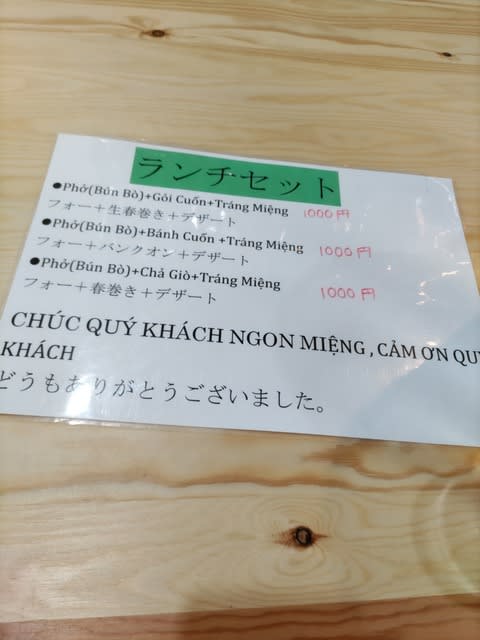 ランチセット
●Phở(Bún Bò)+Gỏi Cuốn+Tráng Miệng 1000円
フォー＋生春巻き＋デザート
●Phở(Bún Bò)+Bánh Cuốn +Tráng Miệng 1000円
フォー＋バンクオン＋デザート
●Phở(Bún Bò)+Chả Giò+Tráng Miệng 1000円
フォー＋春巻き＋デザート
CHÚC QUÝ KHÁCH NGON MIỆNG , CẢM ƠN QUÝ
KHÁCH
どうもありがとうございました。